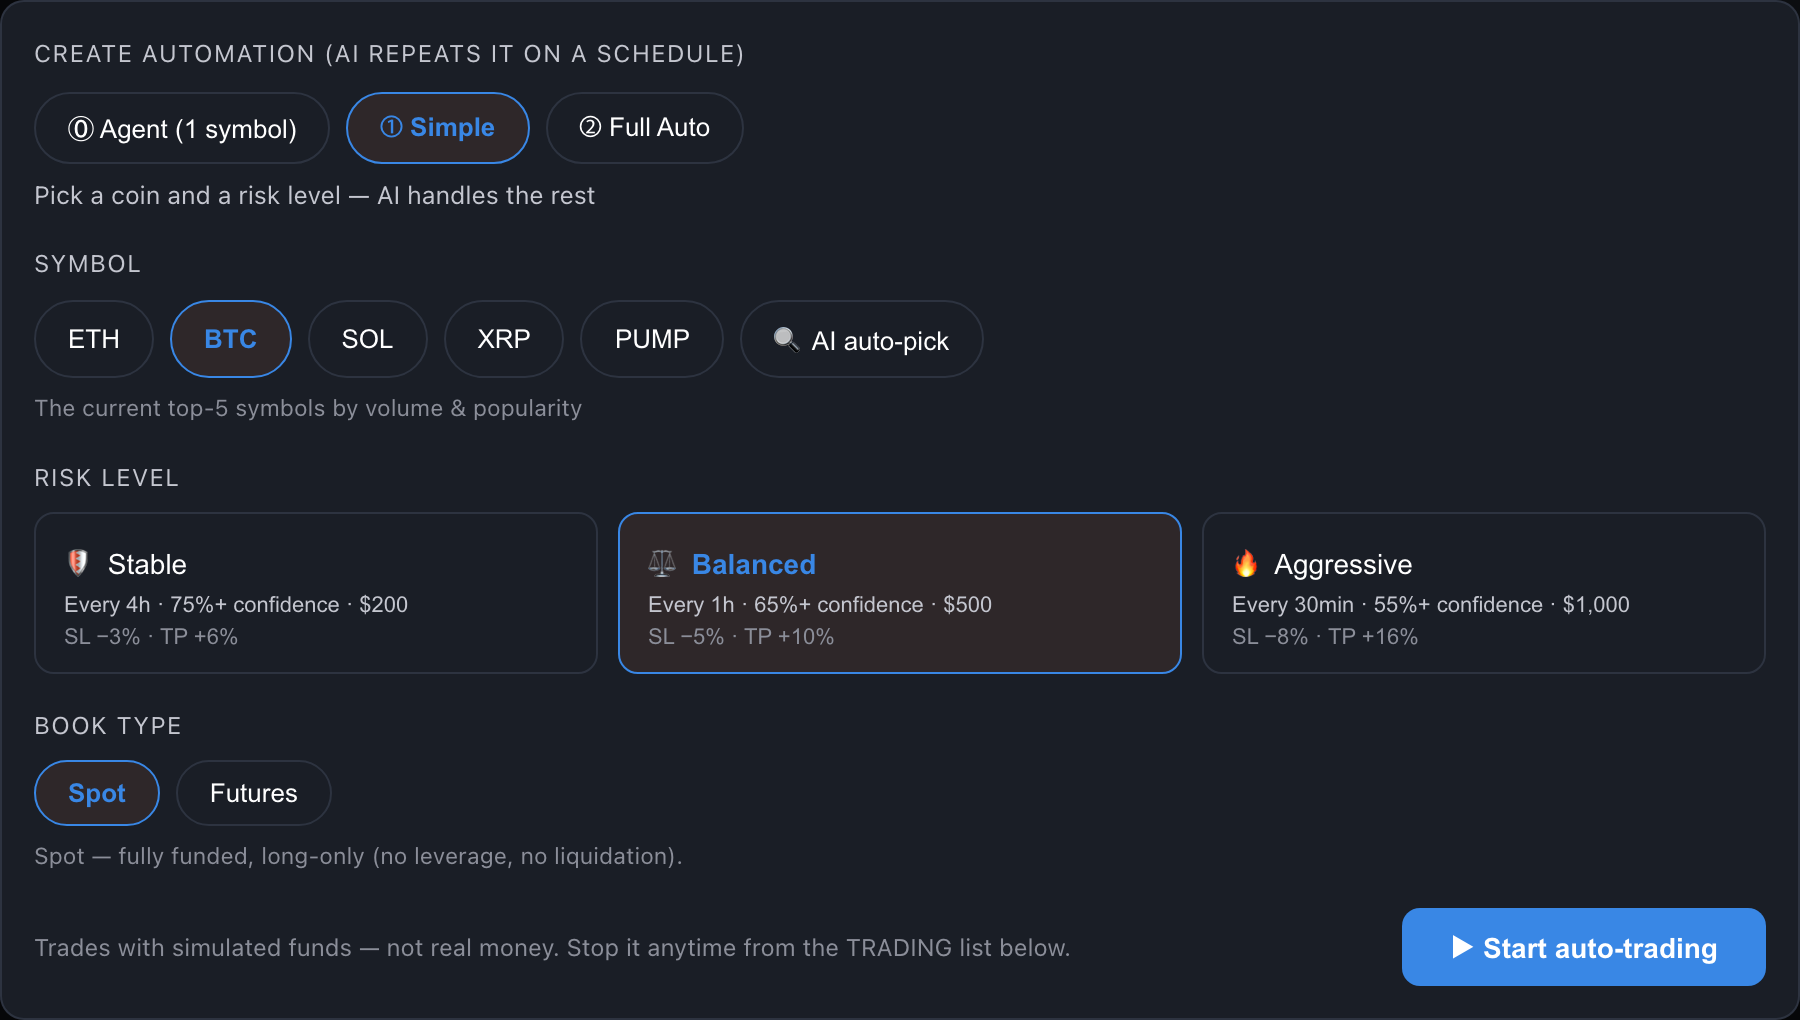 CREATE AUTOMATION (AI REPEATS IT ON A SCHEDULE)
⓪ Agent (1 symbol) ① Simple ② Full Auto
Pick a coin and a risk level — AI handles the rest
SYMBOL
ETH BTC SOL XRP PUMP 🔍 AI auto-pick
The current top-5 symbols by volume & popularity
RISK LEVEL
Stable
Every 4h · 75%+ confidence · $200
SL −3% · TP +6%
Balanced
Every 1h · 65%+ confidence · $500
SL −5% · TP +10%
Aggressive
Every 30min · 55%+ confidence · $1,000
SL −8% · TP +16%
BOOK TYPE
Spot Futures
Spot — fully funded, long-only (no leverage, no liquidation).
Trades with simulated funds — not real money. Stop it anytime from the TRADING list below.
▶ Start auto-trading